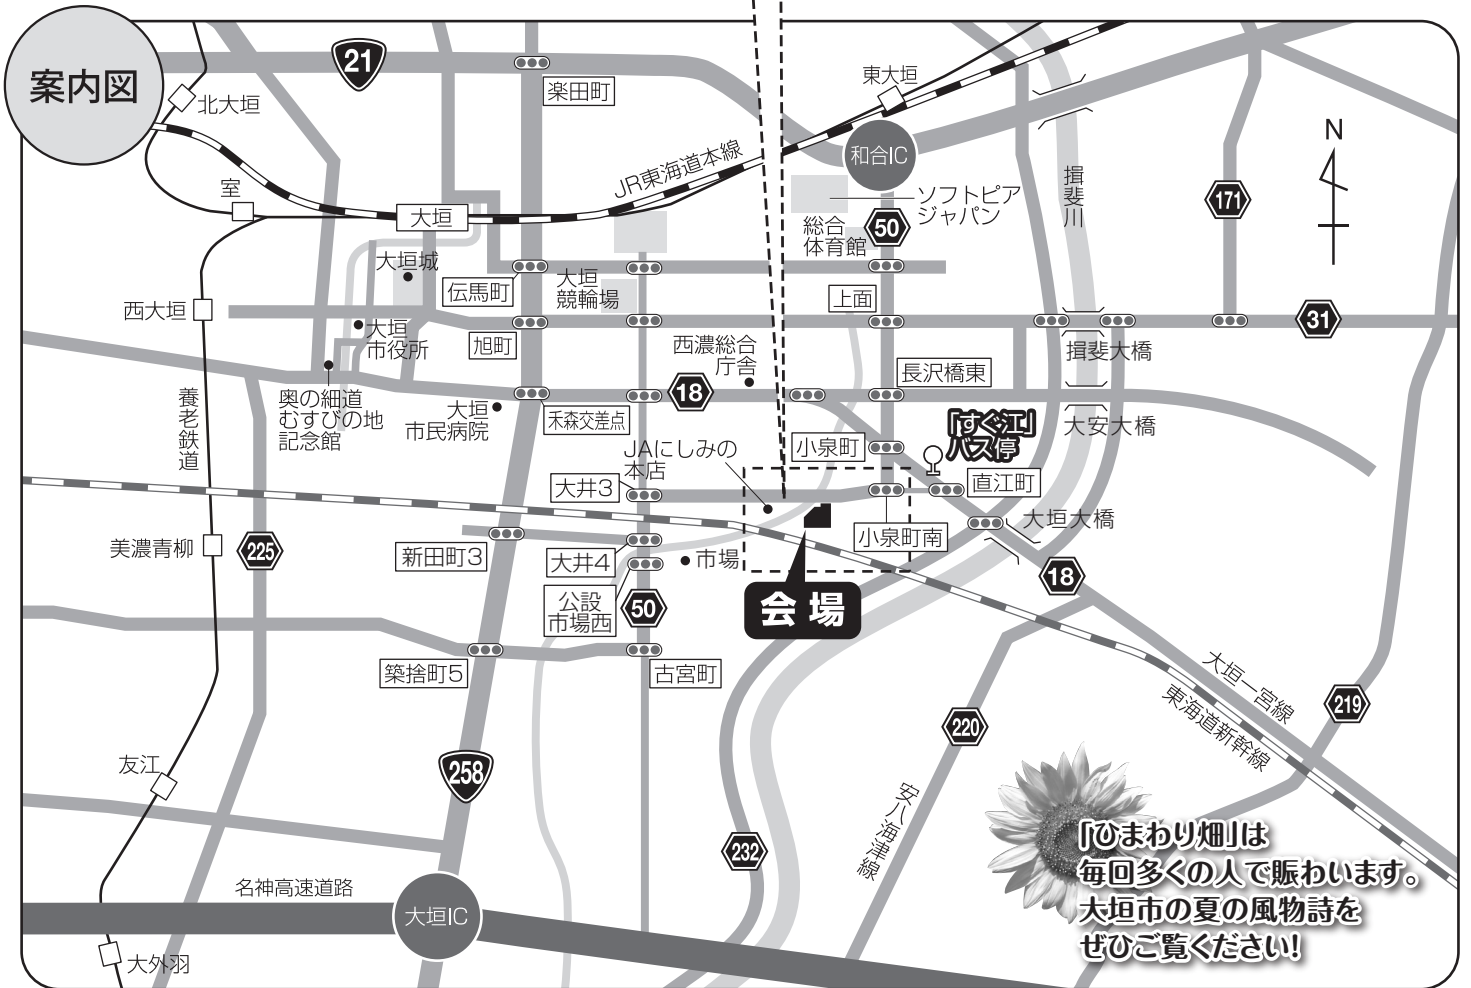 案内図
21
楽田町
東大垣
北大垣
N
JR東海道本線
和合IC
揖斐川
171
室
大垣
ソフトピア
ジャパン
総合
体育館
50
大垣城
伝馬町
大垣
競輪場
上面
西大垣
大垣
市役所
旭町
31
西濃総合
庁舎
揖斐大橋
長沢橋東
18
養老鉄道
奥の細道
むすびの地
記念館
大垣
市民病院
禾森交差点
「すぐ江」
バス停
大安大橋
小泉町
JAにしみの
本店
大井3
直江町
大垣大橋
小泉町南
美濃青柳
225
新田町3
大井4
市場
18
公設
市場西
50
会場
築捨町5
古宮町
大垣一宮線
東海道新幹線
219
220
友江
258
安八海津線
232
「ひまわり畑」は
毎回多くの人で賑わいます。
大垣市の夏の風物詩を
ぜひご覧ください!
名神高速道路
大垣IC
大外羽